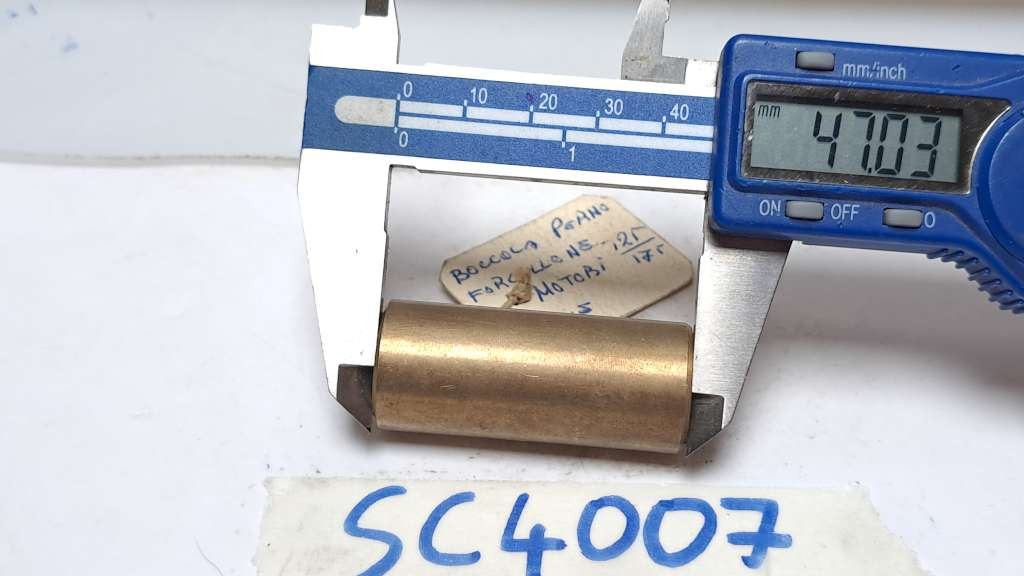 0 10 20 30 40
0 1
mm/inch
mm 47.03
ON OFF 0
BOCCOLA PERNO
FORCELLONE 125/175
MOTOBI
5
SC4007